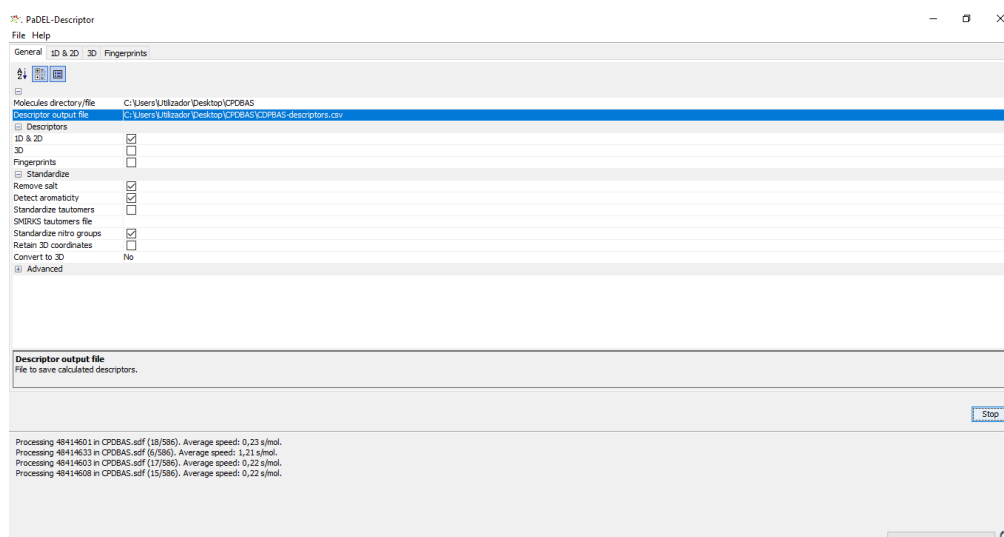 PaDEL-Descriptor
File Help
General 1D & 2D 3D Fingerprints
Molecules directory/file C:\Users\Utilizador\Desktop\CPDBAS
Descriptor output file C:\Users\Utilizador\Desktop\CPDBAS\CDPBAS-descriptors.csv
Descriptors
1D & 2D
3D
Fingerprints
Standardize
Remove salt
Detect aromaticity
Standardize tautomers
SMIRKS tautomers file
Standardize nitro groups
Retain 3D coordinates
Convert to 3D No
Advanced
Descriptor output file
File to save calculated descriptors.
Stop
Processing 48414601 in CPDBAS.sdf (18/586). Average speed: 0,23 s/mol.
Processing 48414633 in CPDBAS.sdf (6/586). Average speed: 1,21 s/mol.
Processing 48414603 in CPDBAS.sdf (17/586). Average speed: 0,22 s/mol.
Processing 48414608 in CPDBAS.sdf (15/586). Average speed: 0,22 s/mol.